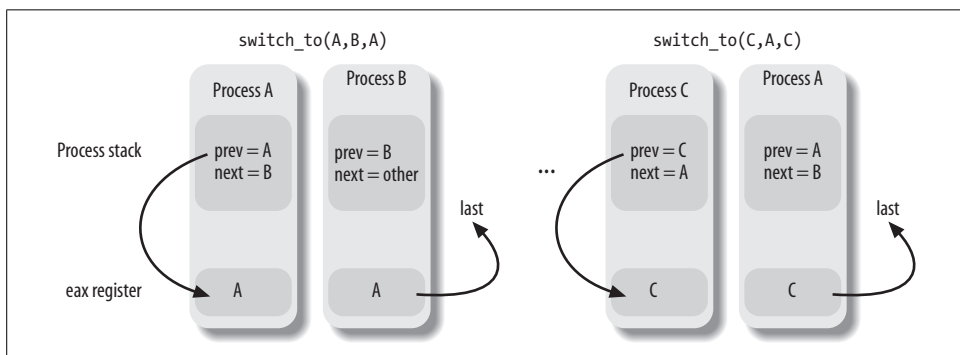 switch_to(A,B,A)
switch_to(C,A,C)
Process A
Process B
Process C
Process A
Process stack
prev = A
next = B
prev = B
next = other
...
prev = C
next = A
prev = A
next = B
last
last
eax register
A
A
C
C